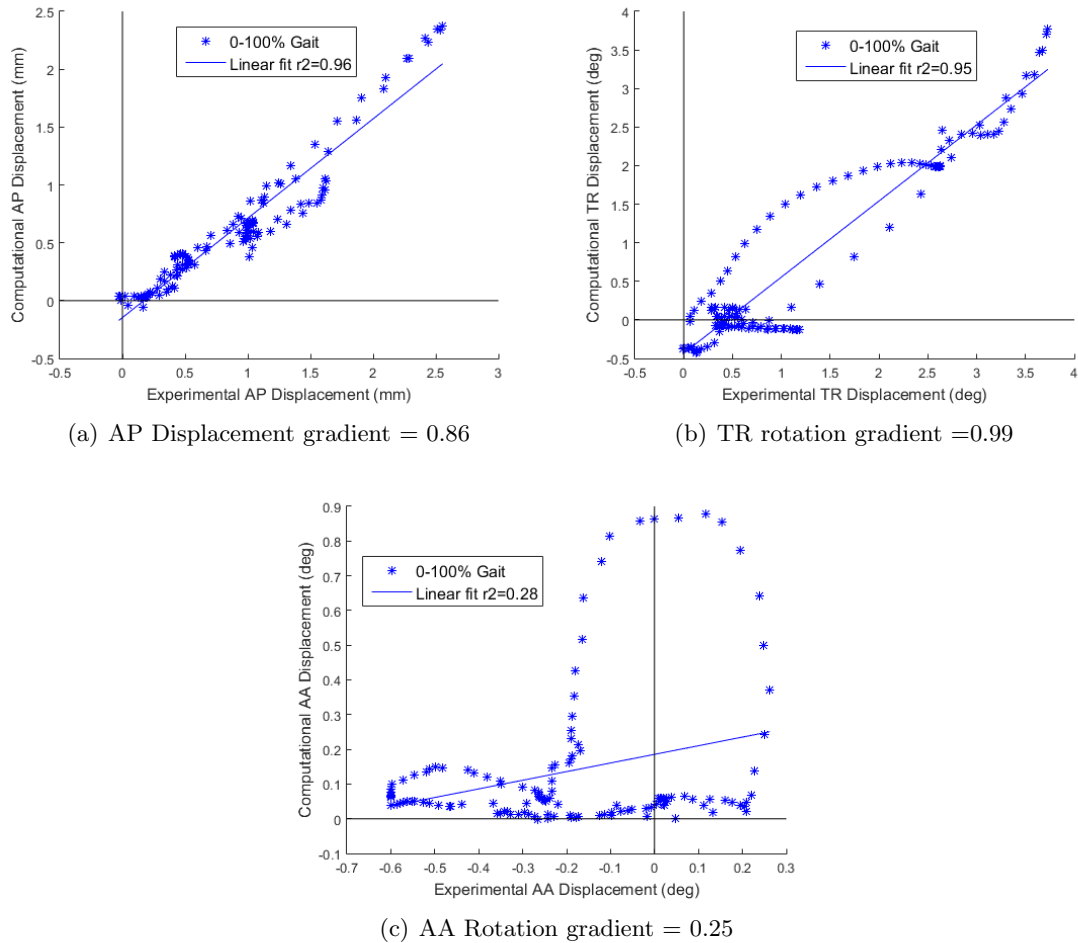 2.5
2
1.5
1
0.5
0
-0.5
Computational AP Displacement (mm)
0-100% Gait
Linear fit r2=0.96
-0.5 0 0.5 1 1.5 2 2.5 3
Experimental AP Displacement (mm)
(a) AP Displacement gradient = 0.86
4
3.5
3
2.5
2
1.5
1
0.5
0
-0.5
Computational TR Displacement (deg)
0-100% Gait
Linear fit r2=0.95
-0.5 0 0.5 1 1.5 2 2.5 3 3.5 4
Experimental TR Displacement (deg)
(b) TR rotation gradient =0.99
0.9
0.8
0.7
0.6
0.5
0.4
0.3
0.2
0.1
0
-0.1
Computational AA Displacement (deg)
0-100% Gait
Linear fit r2=0.28
-0.7 -0.6 -0.5 -0.4 -0.3 -0.2 -0.1 0 0.1 0.2 0.3
Experimental AA Displacement (deg)
(c) AA Rotation gradient = 0.25